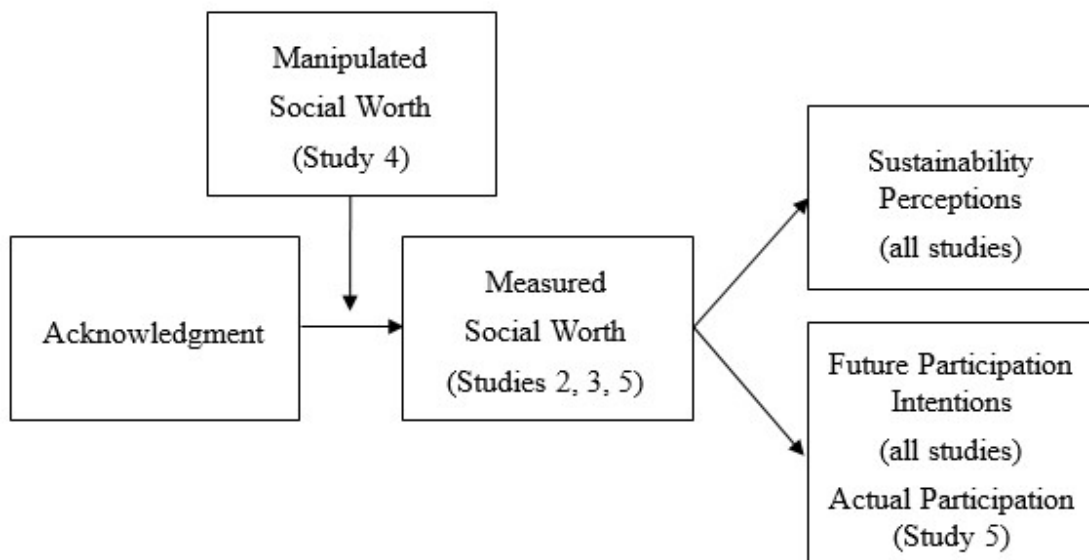 Manipulated
Social Worth
(Study 4)
Acknowledgment
Measured
Social Worth
(Studies 2, 3, 5)
Sustainability
Perceptions
(all studies)
Future Participation
Intentions
(all studies)
Actual Participation
(Study 5)